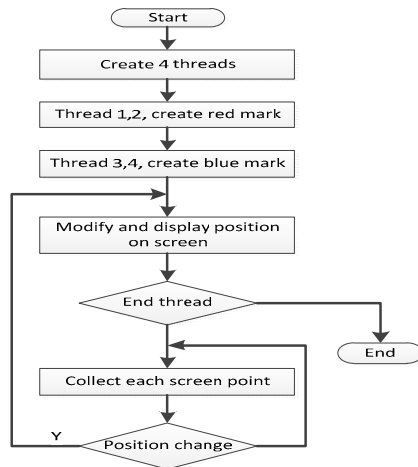 Start
Create 4 threads
Thread 1,2, create red mark
Thread 3,4, create blue mark
Modify and display position
on screen
End thread
End
Collect each screen point
Y
Position change